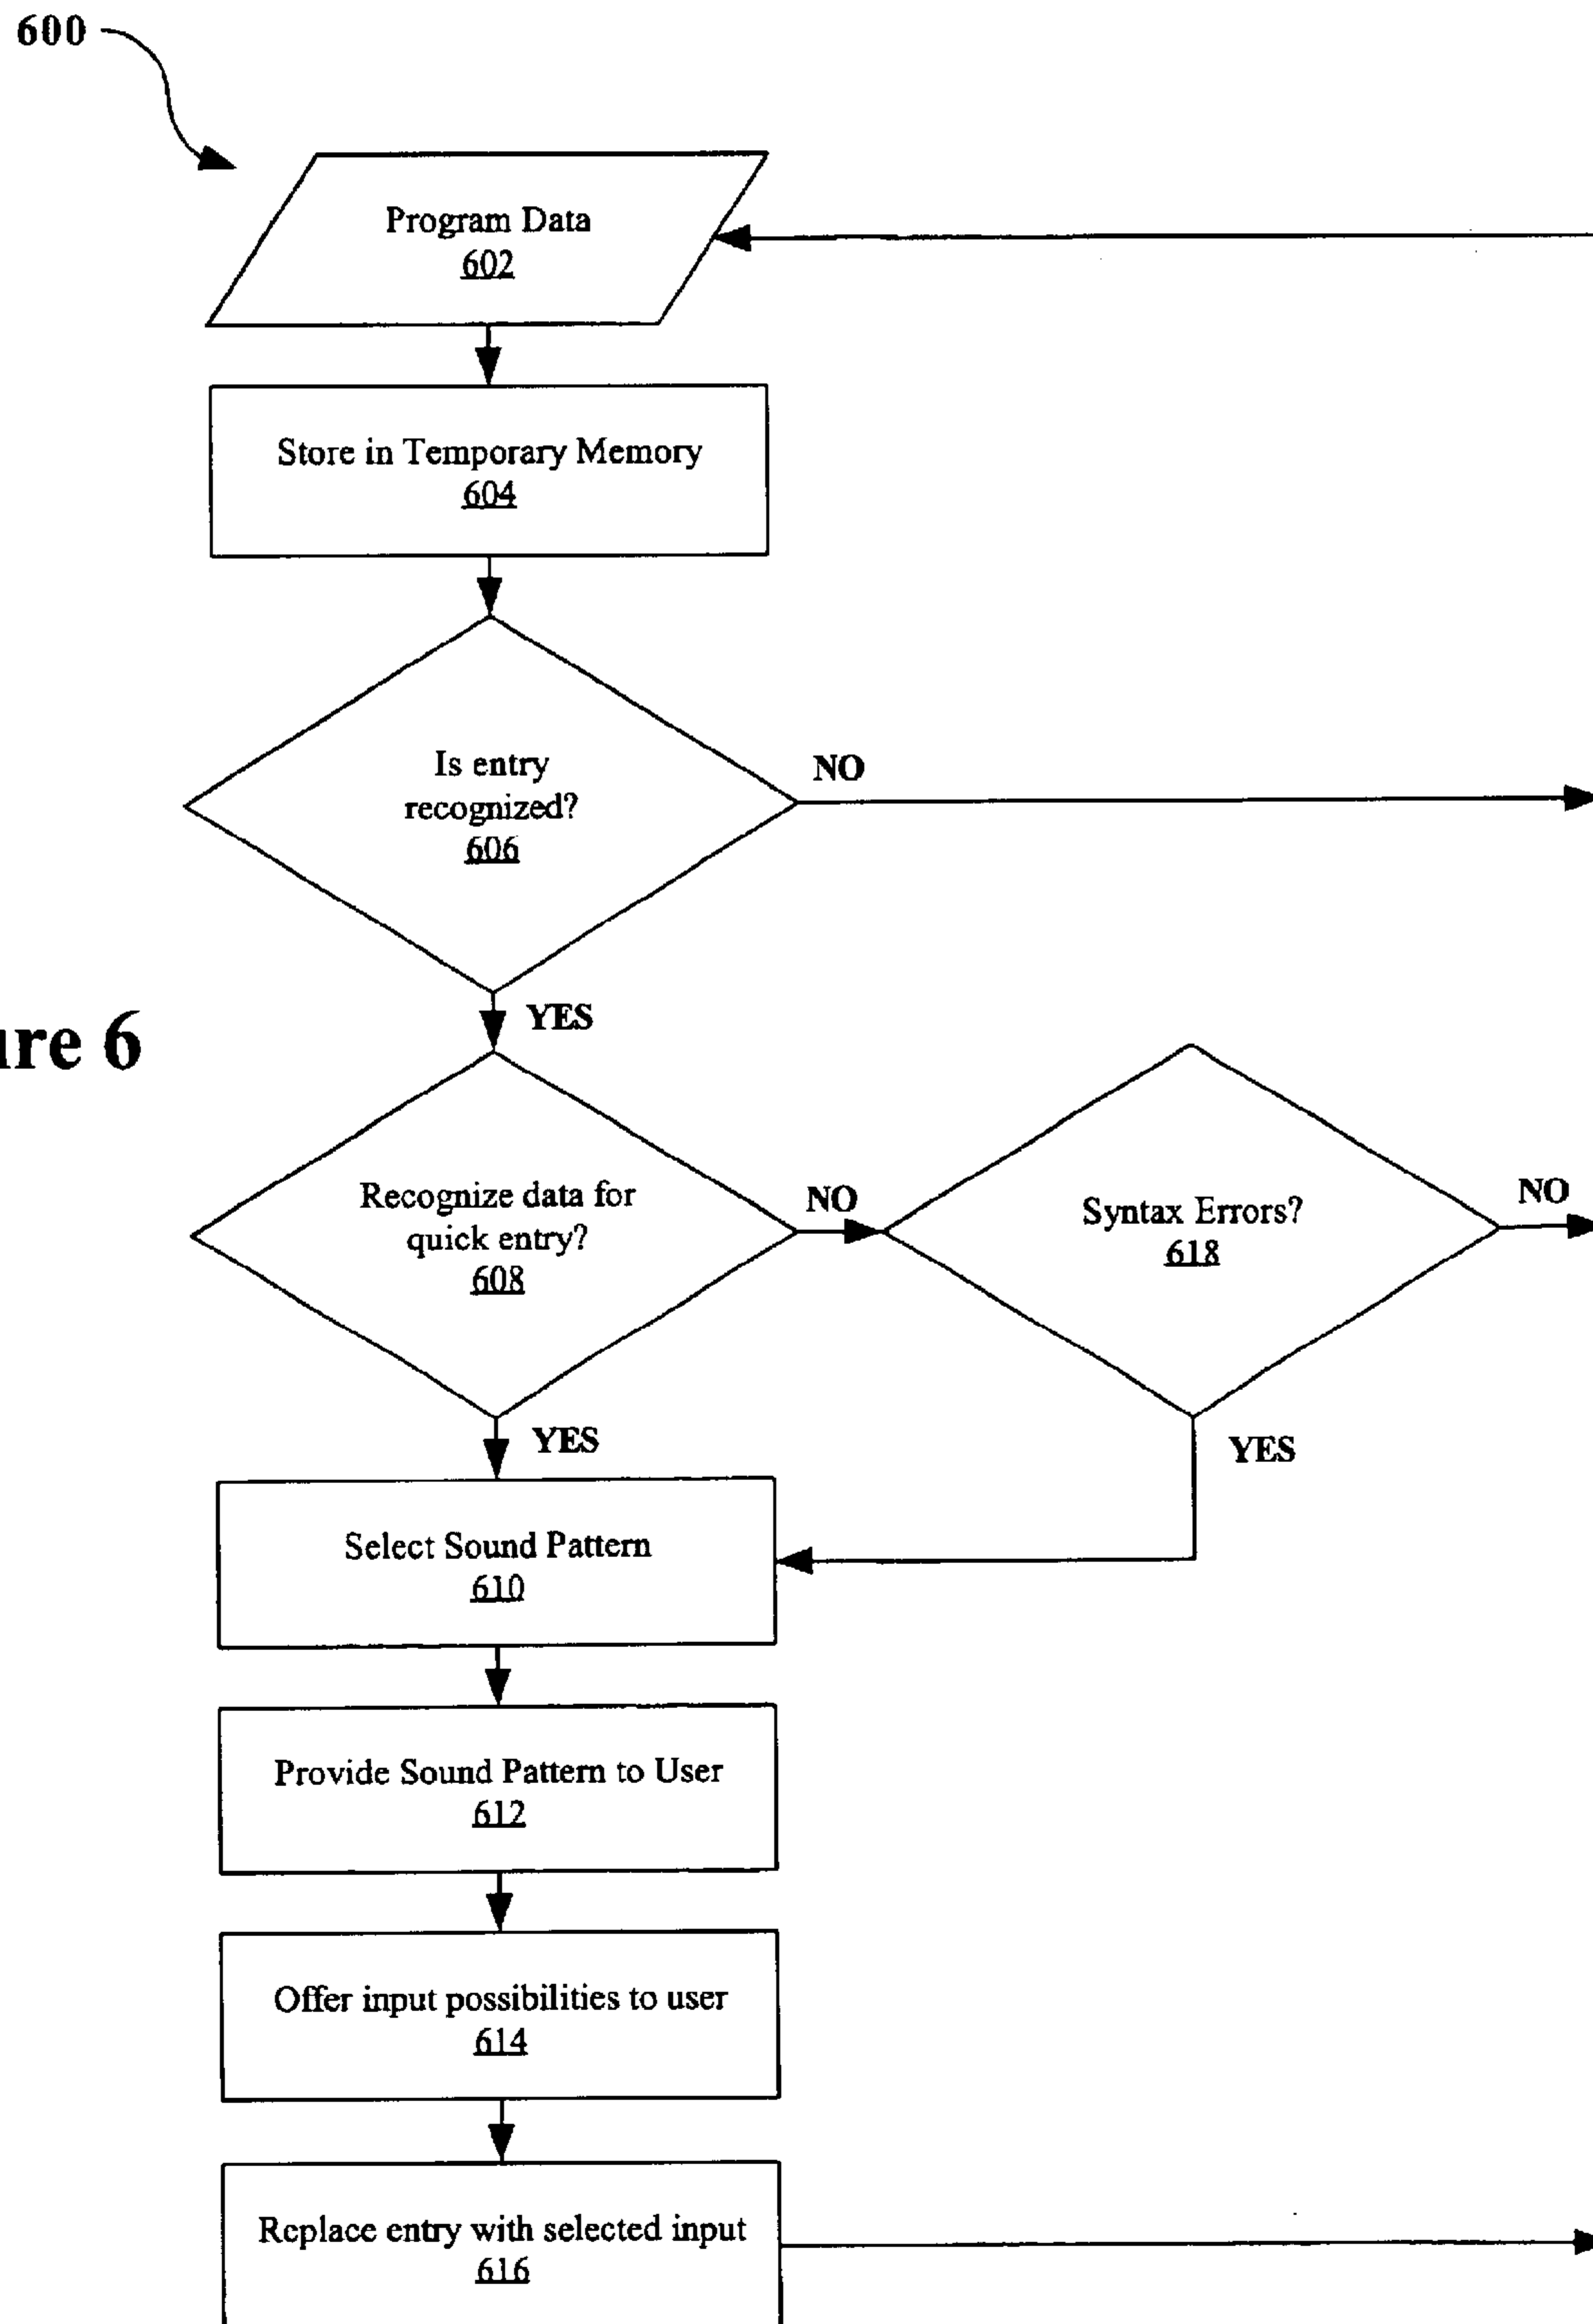 600
Program Data
602
Store in Temporary Memory
604
Is entry
recognized?
606
NO
YES
ure 6
Recognize data for
quick entry?
608
NO
Syntax Errors?
618
NO
YES
YES
Select Sound Pattern
610
Provide Sound Pattern to User
612
Offer input possibilities to user
614
Replace entry with selected input
616